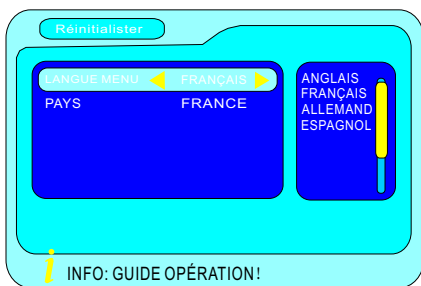 Réinitialister
LANGUE MENU FRANÇAIS
PAYS FRANCE
ANGLAIS
FRANÇAIS
ALLEMAND
ESPAGNOL
i INFO: GUIDE OPÉRATION!